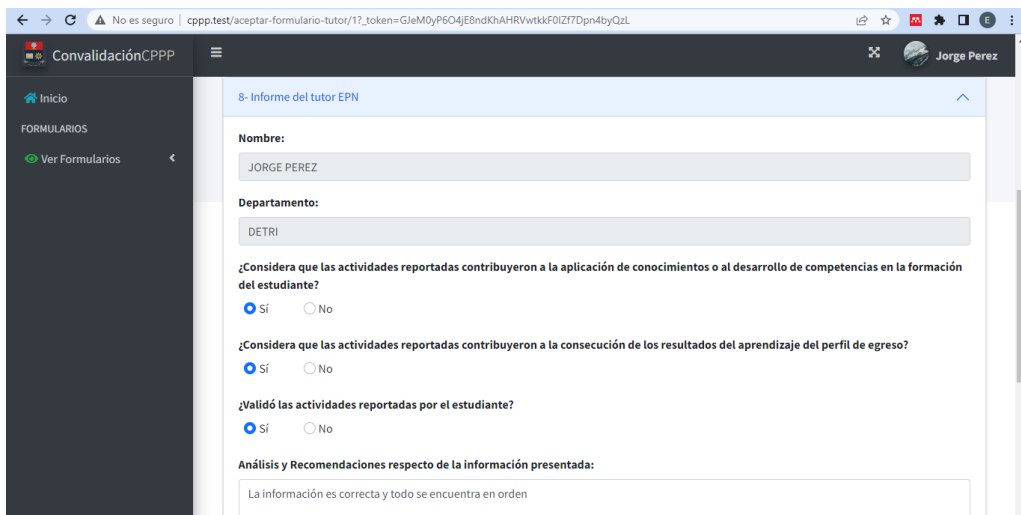 No es seguro | cppp.test/aceptar-formulario-tutor/1?_token=GJeM0yP6O4jE8ndKhAHRVwtkkF0lZf7Dpn4byQzL
E
ConvalidaciónCPPP
Jorge Perez
Inicio
FORMULARIOS
Ver Formularios
8- Informe del tutor EPN
Nombre:
JORGE PEREZ
Departamento:
DETRI
¿Considera que las actividades reportadas contribuyeron a la aplicación de conocimientos o al desarrollo de competencias en la formación
del estudiante?
Sí No
¿Considera que las actividades reportadas contribuyeron a la consecución de los resultados del aprendizaje del perfil de egreso?
Sí No
¿Validó las actividades reportadas por el estudiante?
Sí No
Análisis y Recomendaciones respecto de la información presentada:
La información es correcta y todo se encuentra en orden